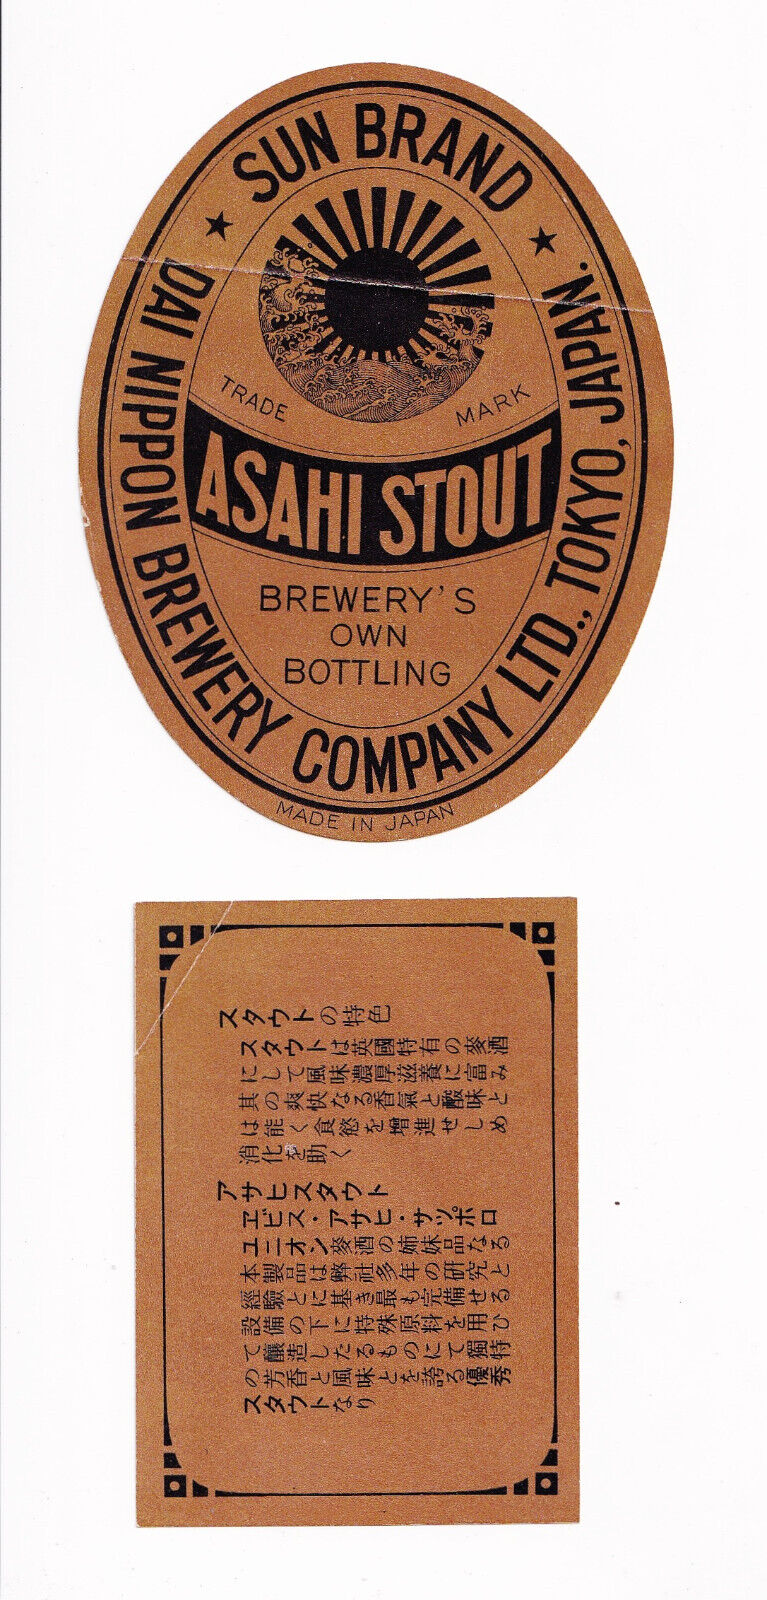 SUN BRAND
DAI NIPPON BREWERY COMPANY LTD., TOKYO, JAPAN.
TRADE MARK
ASAHI STOUT
BREWERY'S
OWN
BOTTLING
MADE IN JAPAN
スタウトの特色
スタウトは英國特有の麥酒
にして風味濃厚滋養に富み
其の爽快なる香氣と酸味と
は能く食慾を增進せしめ
消化を助く
アサヒスタウト
ヱビス・アサヒ・サッポロ
ユニオン麥酒の姉妹品なる
本製品は弊社多年の硏究と
經驗とに基き最も完備せる
設備の下に特殊原料を用ひ
て釀造したるものにて獨特
の芳香と風味とを誇る優秀
スタウトなり